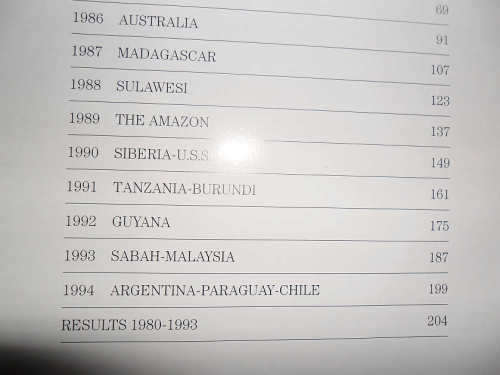 69
1986 AUSTRALIA 91
1987 MADAGASCAR 107
1988 SULAWESI 123
1989 THE AMAZON 137
1990 SIBERIA-U.S.S. 149
1991 TANZANIA-BURUNDI 161
1992 GUYANA 175
1993 SABAH-MALAYSIA 187
1994 ARGENTINA-PARAGUAY-CHILE 199
RESULTS 1980-1993 204